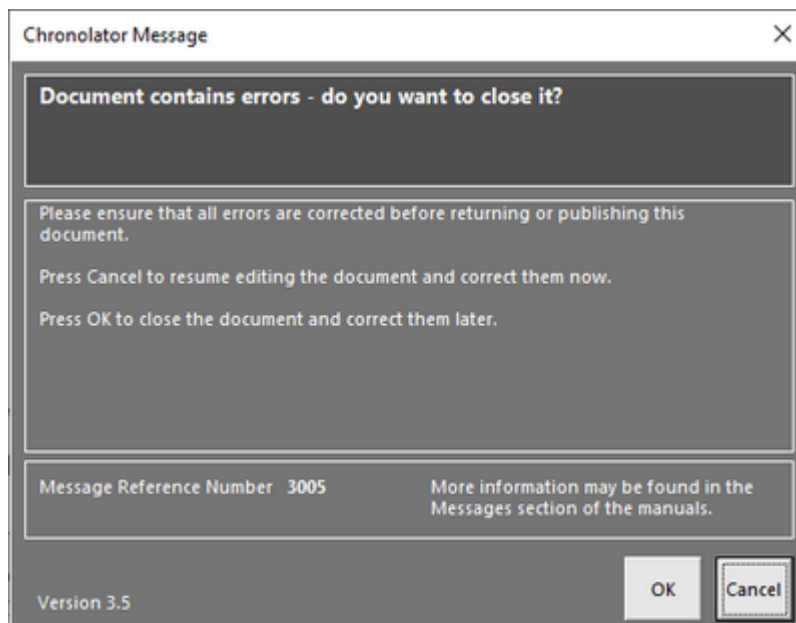 Chronolator Message
Document contains errors - do you want to close it?
Please ensure that all errors are corrected before returning or publishing this
document.
Press Cancel to resume editing the document and correct them now.
Press OK to close the document and correct them later.
Message Reference Number 3005
More information may be found in the
Messages section of the manuals.
Version 3.5
OK
Cancel